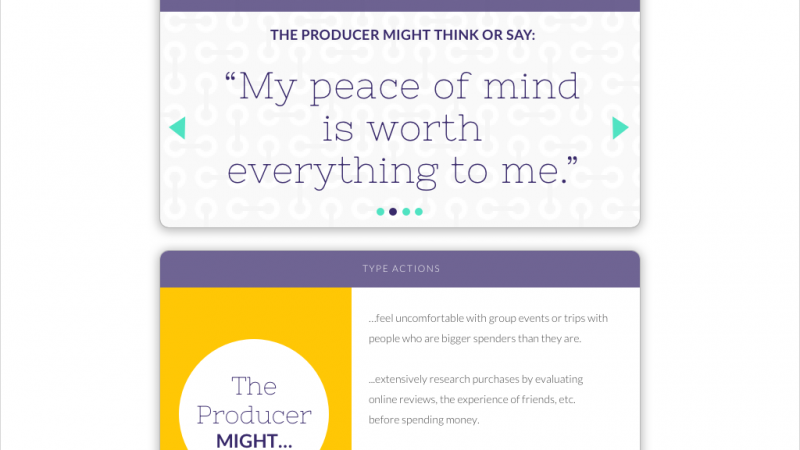 THE PRODUCER MIGHT THINK OR SAY:
“My peace of mind
is worth
everything to me.”
TYPE ACTIONS
The
Producer
MIGHT...
...feel uncomfortable with group events or trips with
people who are bigger spenders than they are.
...extensively research purchases by evaluating
online reviews, the experience of friends, etc.
before spending money.